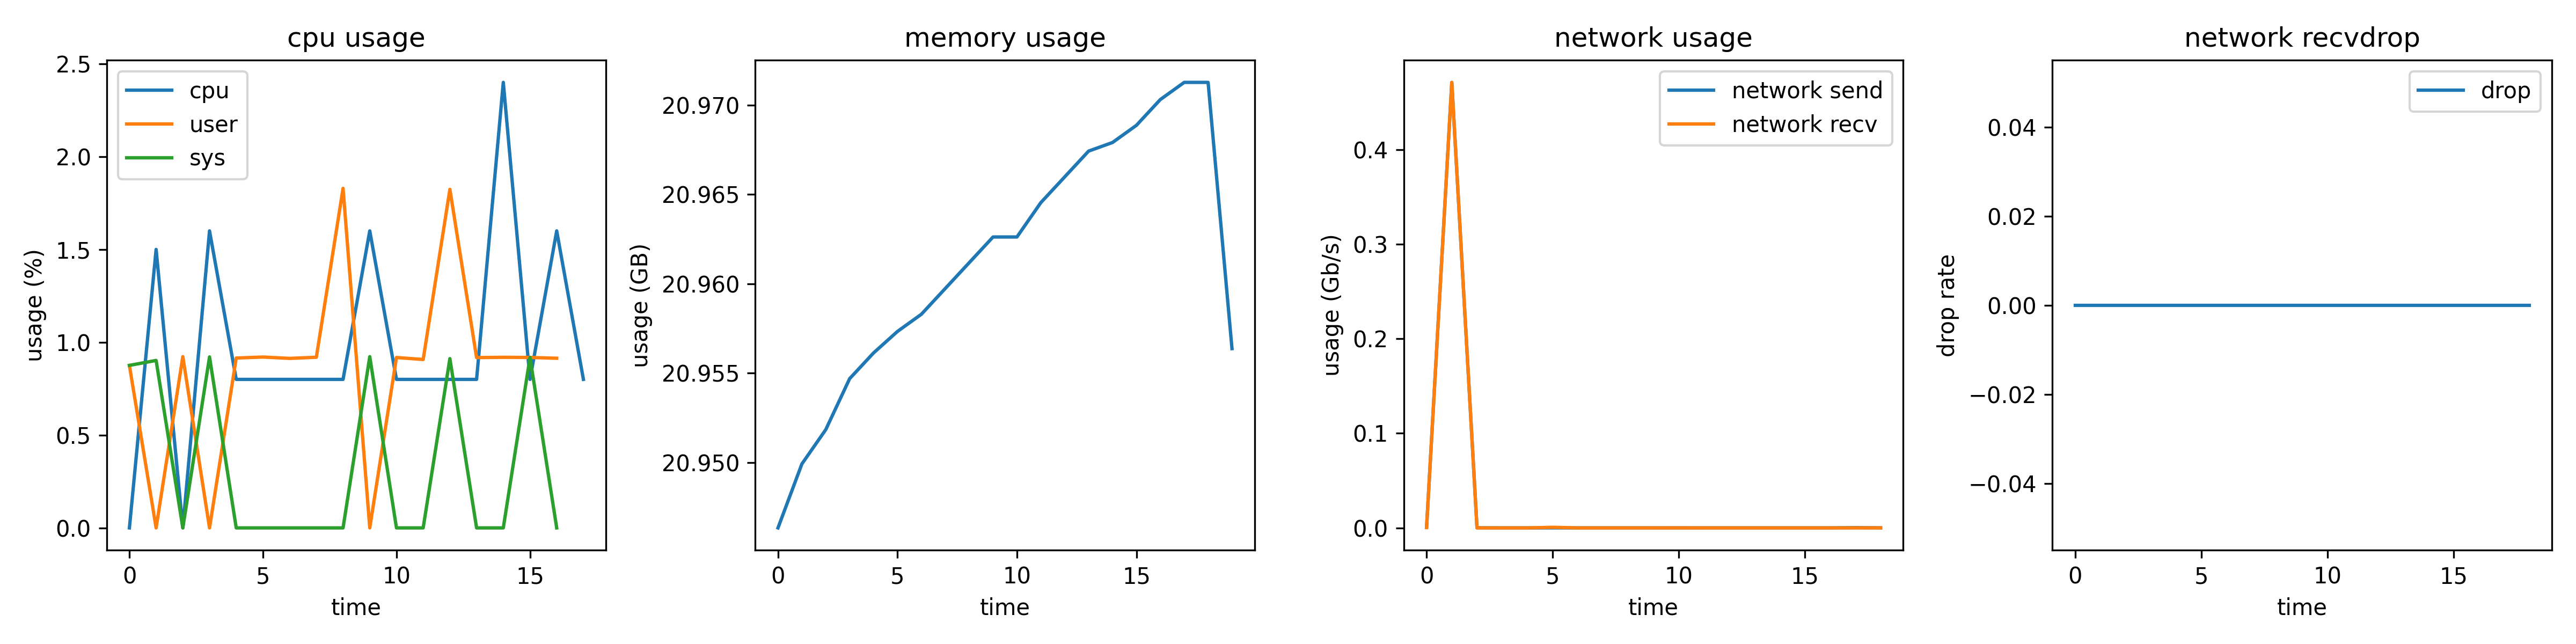 cpu usage
2.5
2.0
1.5
1.0
0.5
0.0
usage (%)
cpu
user
sys
0 5 10 15
time
memory usage
20.970
20.965
20.960
20.955
20.950
usage (GB)
0 5 10 15
time
network usage
0.4
0.3
0.2
0.1
0.0
usage (Gb/s)
network send
network recv
0 5 10 15
time
network recvdrop
0.04
0.02
0.00
−0.02
−0.04
drop rate
drop
0 5 10 15
time